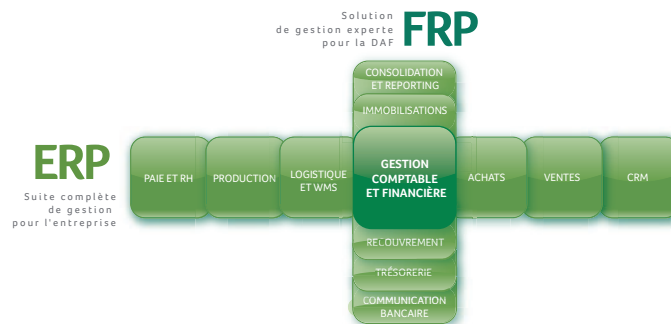 Solution
de gestion experte
pour la DAF
FRP
CONSOLIDATION
ET REPORTING
IMMOBILISATIONS
ERP
Suite complète
de gestion
pour l'entreprise
PAIE ET RH
PRODUCTION
LOGISTIQUE
ET WMS
GESTION
COMPTABLE
ET FINANCIÈRE
ACHATS
VENTES
CRM
RECOUVREMENT
TRÉSORERIE
COMMUNICATION
BANCAIRE